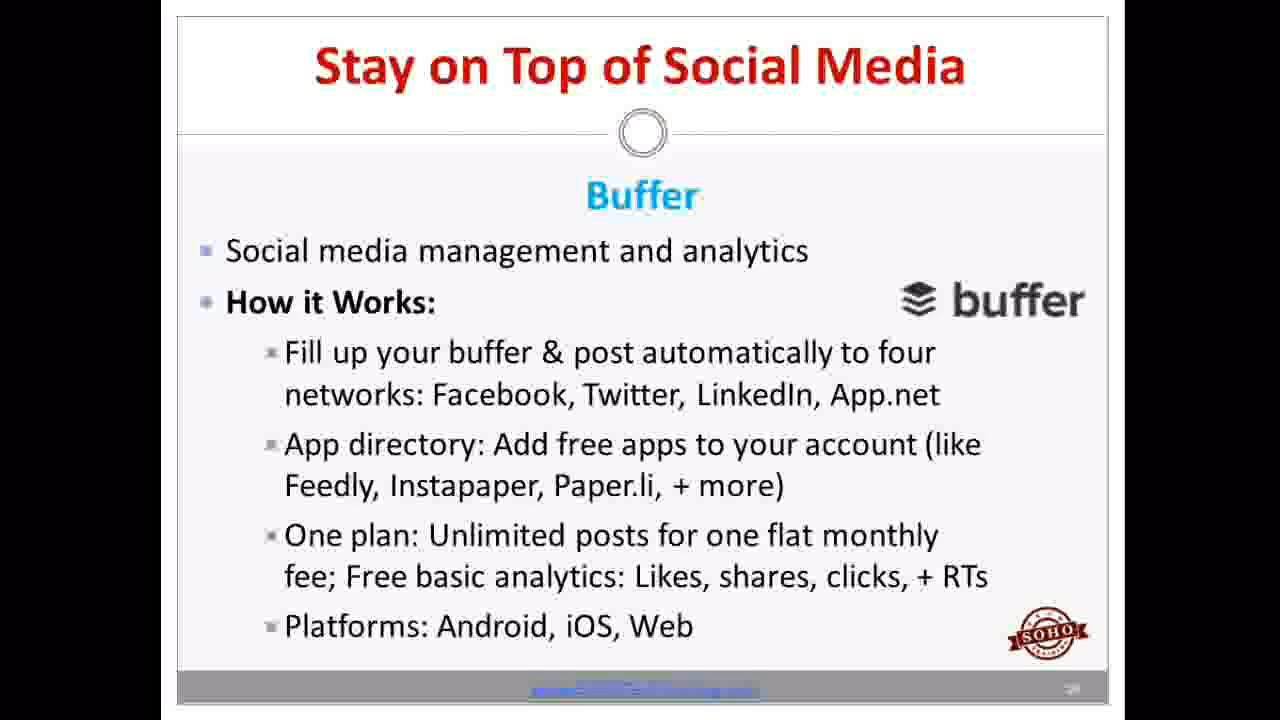 Stay on Top of Social Media
Buffer
Social media management and analytics
How it Works:
buffer
Fill up your buffer & post automatically to four
networks: Facebook, Twitter, LinkedIn, App.net
App directory: Add free apps to your account (like
Feedly, Instapaper, Paper.li, + more)
One plan: Unlimited posts for one flat monthly
fee; Free basic analytics: Likes, shares, clicks, + RTs
Platforms: Android, iOS, Web
SOHO